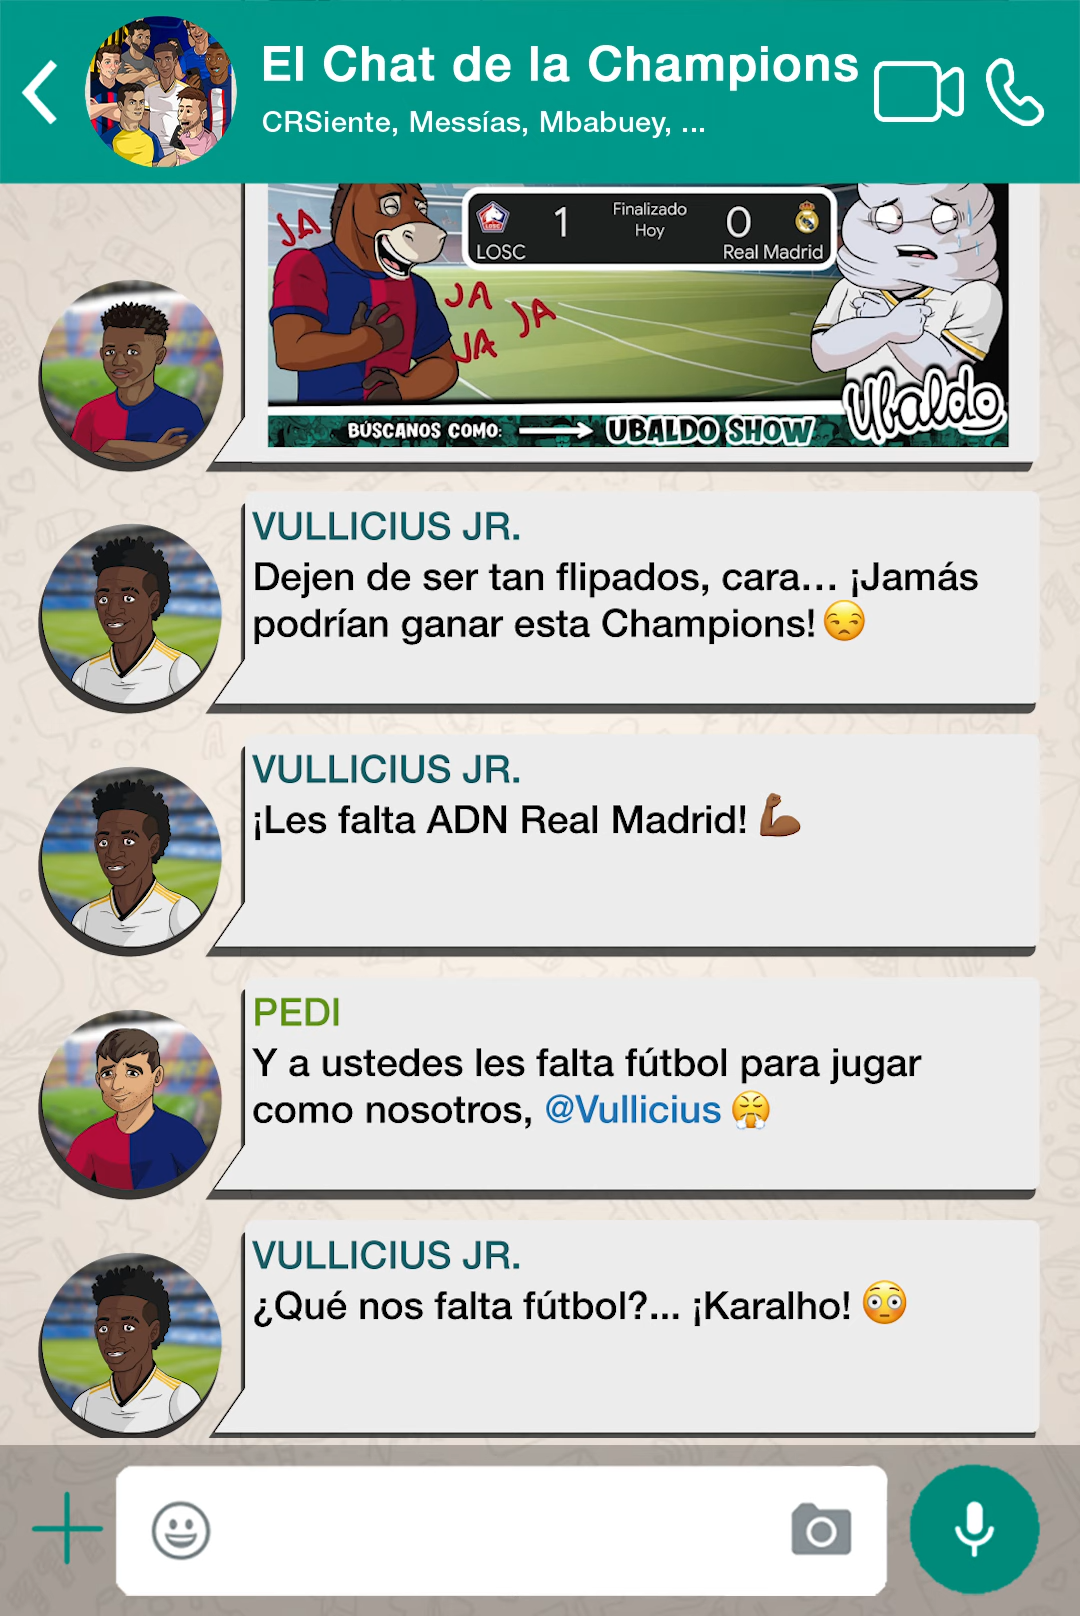 El Chat de la Champions
CRSiente, Messías, Mbabuey, ...
JA
JA
JA
JA
LOSC
1
Finalizado
Hoy
0
Real Madrid
LOSC
Ubaldo
BÚSCANOS COMO:
UBALDO SHOW
VULLICIUS JR.
Dejen de ser tan flipados, cara... ¡Jamás
podrían ganar esta Champions!😒
VULLICIUS JR.
¡Les falta ADN Real Madrid! 💪🏾
PEDI
Y a ustedes les falta fútbol para jugar
como nosotros, @Vullicius 😤
VULLICIUS JR.
¿Qué nos falta fútbol?... ¡Karalho! 😳